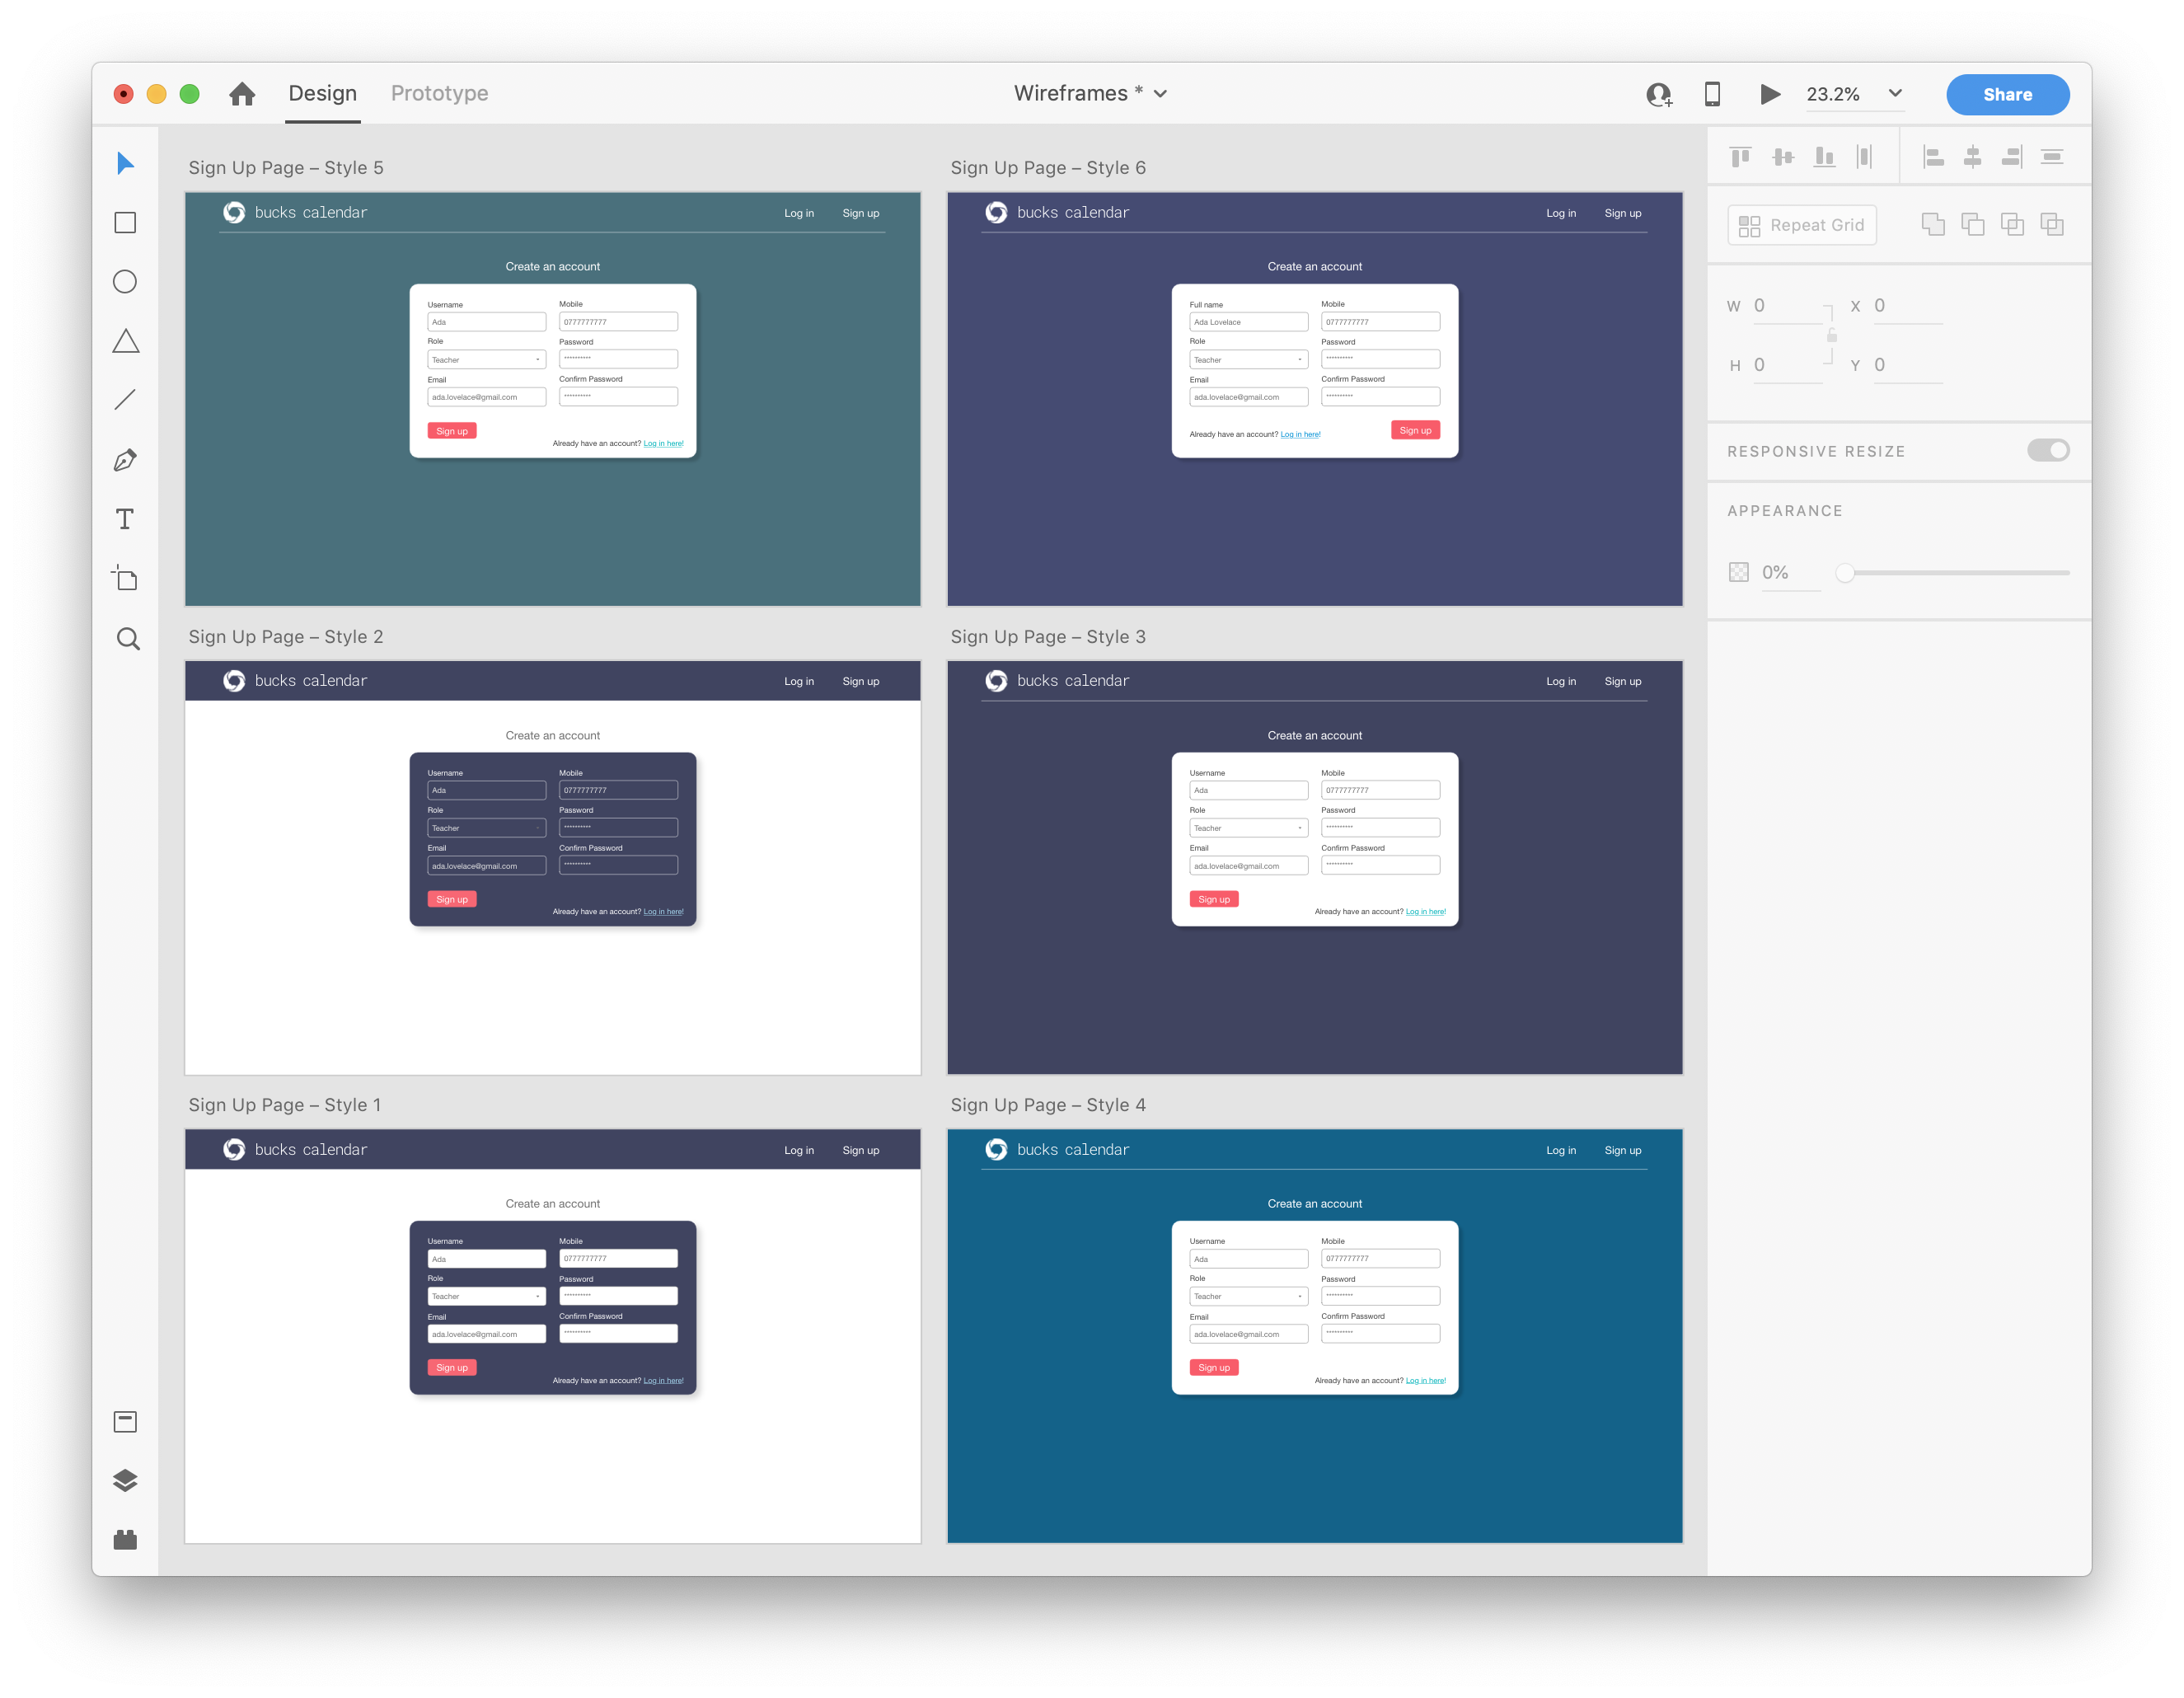 Design Prototype Wireframes * 23.2% Share
Sign Up Page – Style 5
bucks calendar Log in Sign up
Create an account
Username Mobile
Ada 0777777777
Role Password
Teacher **********
Email Confirm Password
ada.lovelace@gmail.com **********
Sign up
Already have an account? Log in here!
Sign Up Page – Style 6
bucks calendar Log in Sign up
Create an account
Full name Mobile
Ada Lovelace 0777777777
Role Password
Teacher **********
Email Confirm Password
ada.lovelace@gmail.com **********
Already have an account? Log in here! Sign up
Sign Up Page – Style 2
bucks calendar Log in Sign up
Create an account
Username Mobile
Ada 0777777777
Role Password
Teacher **********
Email Confirm Password
ada.lovelace@gmail.com **********
Sign up
Already have an account? Log in here!
Sign Up Page – Style 3
bucks calendar Log in Sign up
Create an account
Username Mobile
Ada 0777777777
Role Password
Teacher **********
Email Confirm Password
ada.lovelace@gmail.com **********
Sign up
Already have an account? Log in here!
Sign Up Page – Style 1
bucks calendar Log in Sign up
Create an account
Username Mobile
Ada 0777777777
Role Password
Teacher **********
Email Confirm Password
ada.lovelace@gmail.com **********
Sign up
Already have an account? Log in here!
Sign Up Page – Style 4
bucks calendar Log in Sign up
Create an account
Username Mobile
Ada 0777777777
Role Password
Teacher **********
Email Confirm Password
ada.lovelace@gmail.com **********
Sign up
Already have an account? Log in here!
Repeat Grid
W 0 X 0
H 0 Y 0
RESPONSIVE RESIZE
APPEARANCE
0%